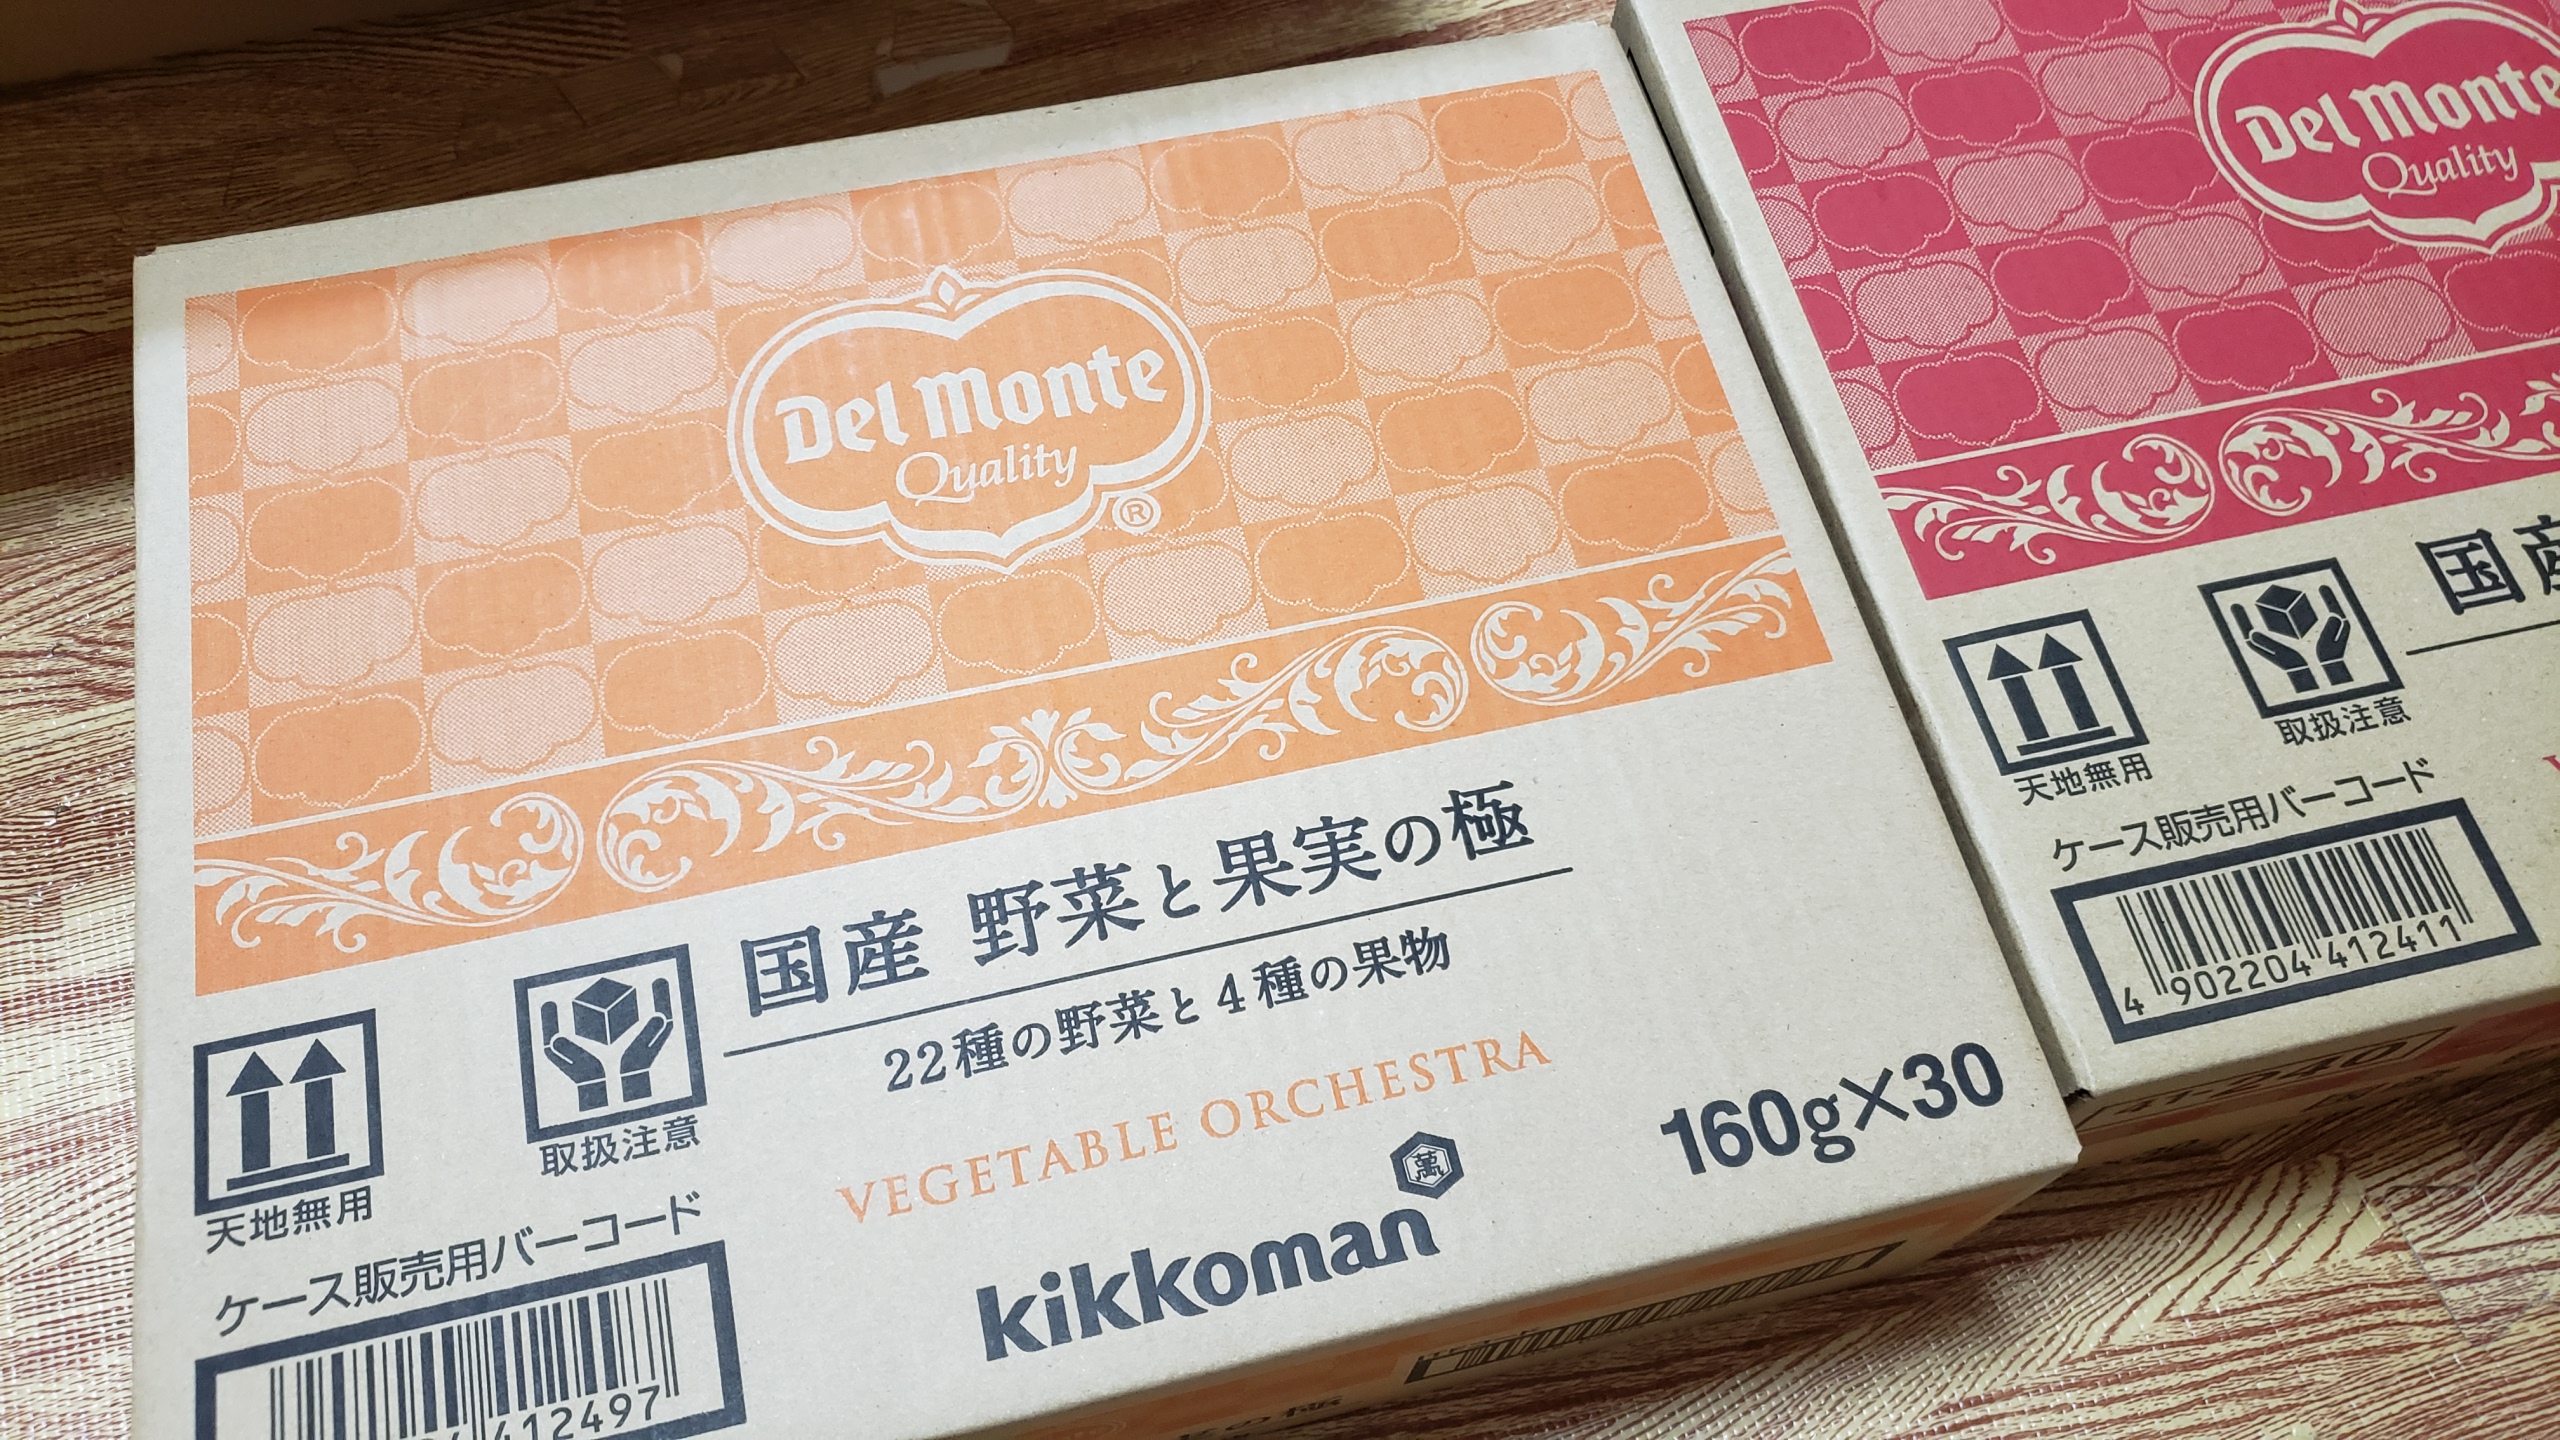 Del Monte
Quality
®
国産 野菜と果実の極
22種の野菜と4種の果物
VEGETABLE ORCHESTRA
160g×30
萬
kikkoman
天地無用
取扱注意
ケース販売用バーコード
412497
Del Monte
Quality
国産
天地無用
取扱注意
ケース販売用バーコード
4 902204 412411